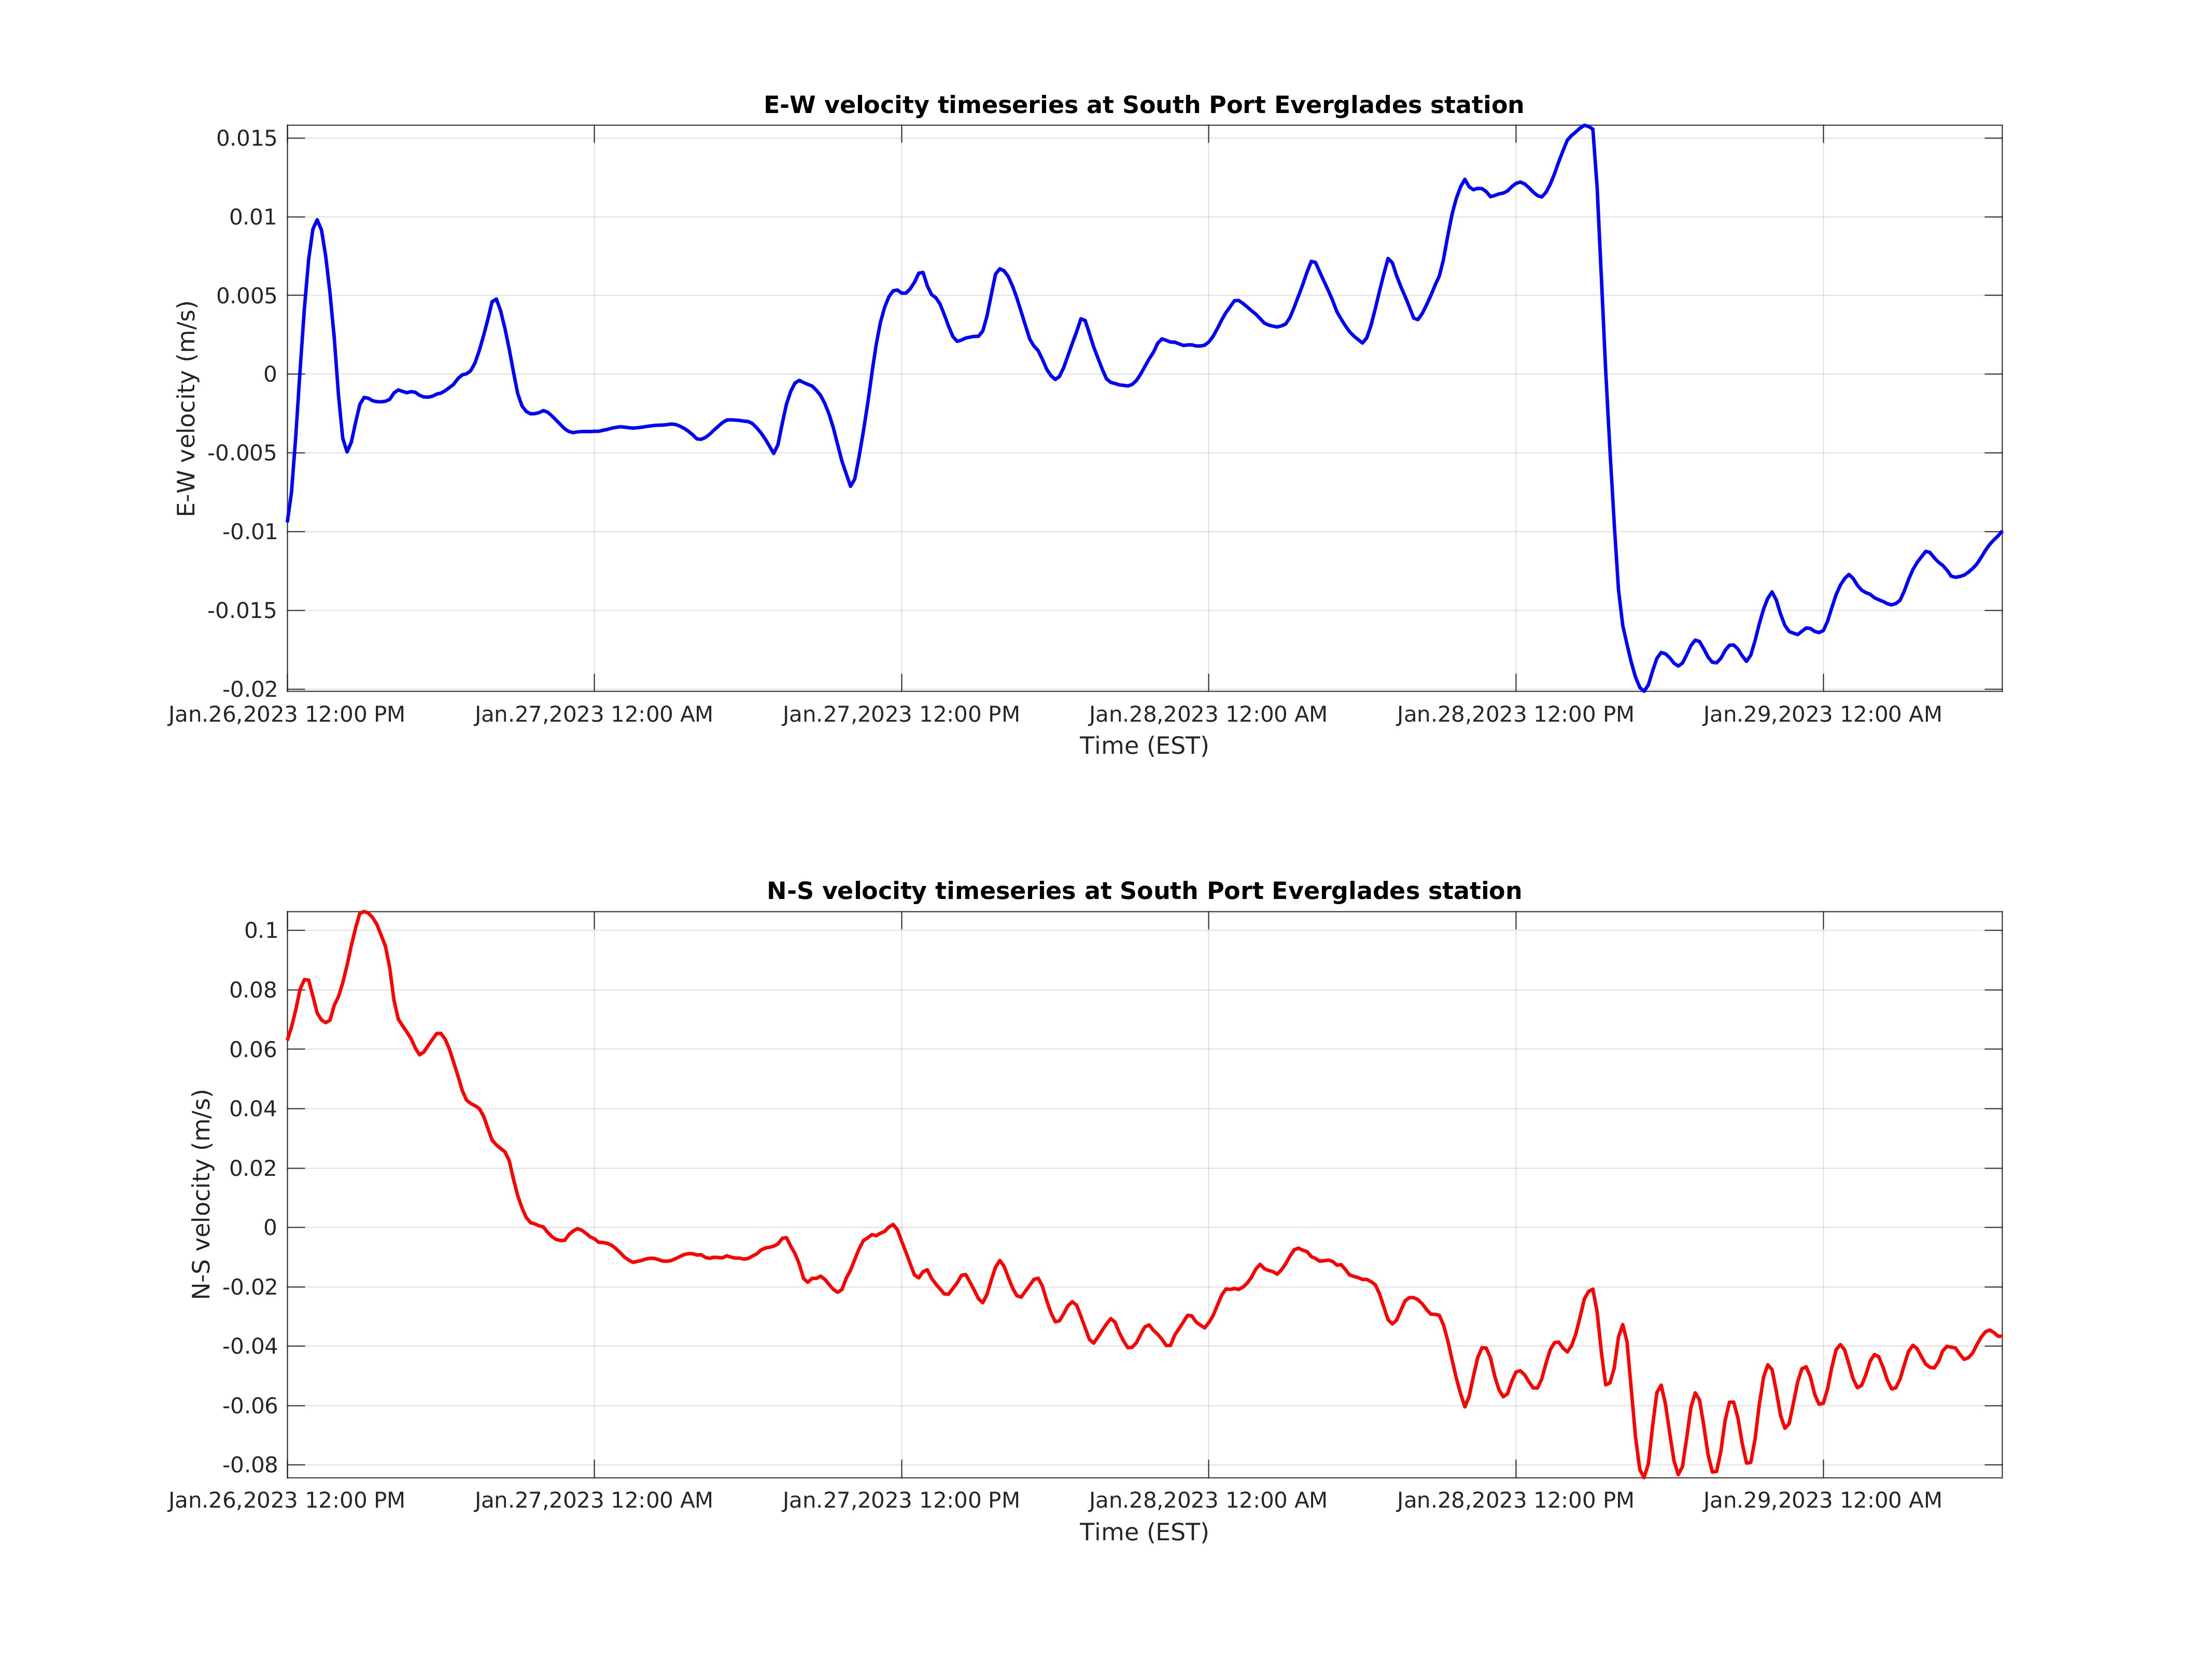 E-W velocity timeseries at South Port Everglades station
0.015
0.01
0.005
0
-0.005
-0.01
-0.015
-0.02
E-W velocity (m/s)
Jan.26,2023 12:00 PM Jan.27,2023 12:00 AM Jan.27,2023 12:00 PM Jan.28,2023 12:00 AM Jan.28,2023 12:00 PM Jan.29,2023 12:00 AM
Time (EST)
N-S velocity timeseries at South Port Everglades station
0.1
0.08
0.06
0.04
0.02
0
-0.02
-0.04
-0.06
-0.08
N-S velocity (m/s)
Jan.26,2023 12:00 PM Jan.27,2023 12:00 AM Jan.27,2023 12:00 PM Jan.28,2023 12:00 AM Jan.28,2023 12:00 PM Jan.29,2023 12:00 AM
Time (EST)